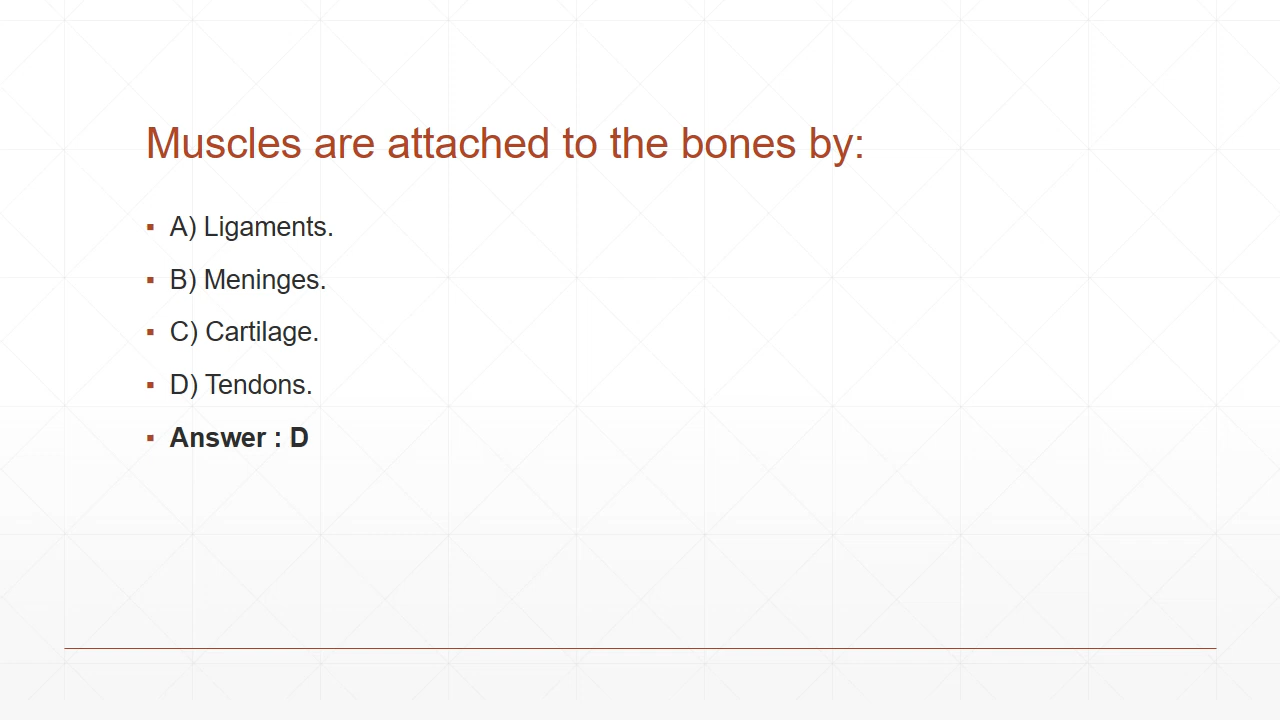 Muscles are attached to the bones by:
▪ A) Ligaments.
▪ B) Meninges.
▪ C) Cartilage.
▪ D) Tendons.
▪ Answer : D